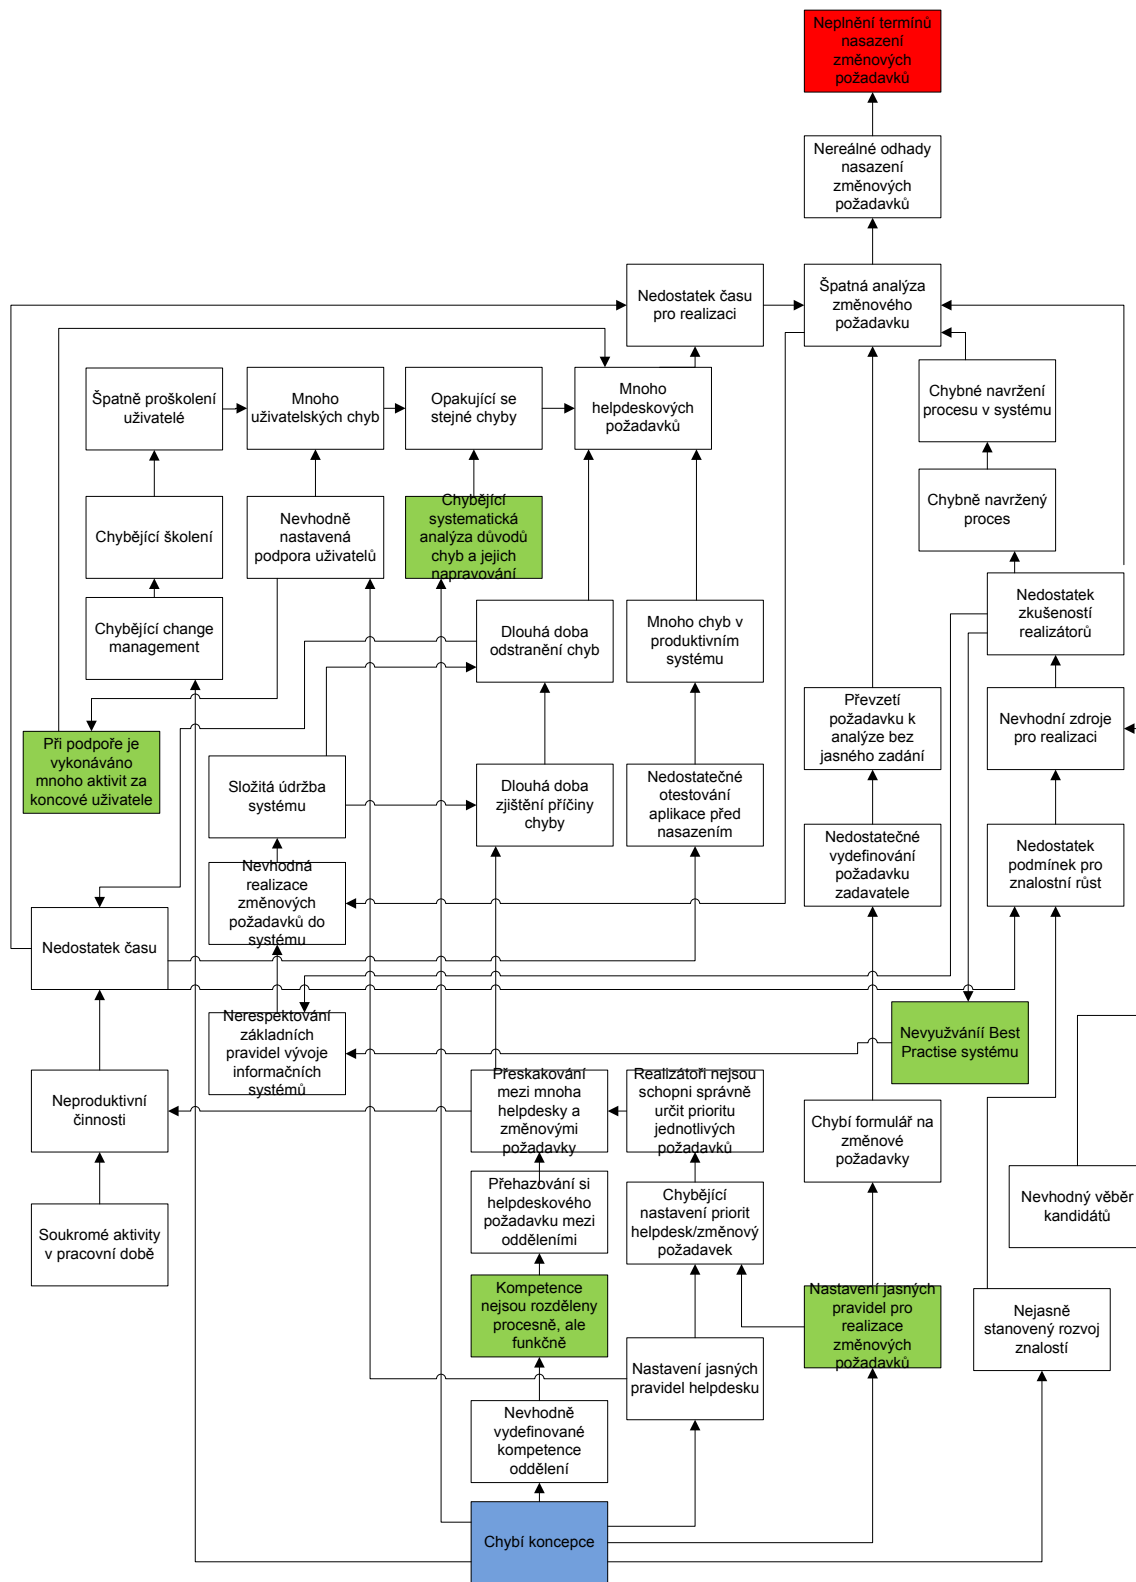 Neplnění termínů
nasazení
změnových
požadavků
Nereálné odhady
nasazení
změnových
požadavků
Nedostatek času
pro realizaci
Špatná analýza
změnového
požadavku
Špatně proškolení
uživatelé
Mnoho
uživatelských chyb
Opakující se
stejné chyby
Mnoho
helpdeskových
požadavků
Chybné navržení
procesu v systému
Chybějící školení
Nevhodně
nastavená
podpora uživatelů
Chybějící
systematická
analýza důvodů
chyb a jejich
napravování
Chybně navržený
proces
Chybějící change
management
Dlouhá doba
odstranění chyb
Mnoho chyb v
produktivním
systému
Nedostatek
zkušeností
realizátorů
Při podpoře je
vykonáváno
mnoho aktivit za
koncové uživatele
Převzetí
požadavku k
analýze bez
jasného zadání
Nevhodní zdroje
pro realizaci
Složitá údržba
systému
Dlouhá doba
zjištění příčiny
chyby
Nedostatečné
otestování
aplikace před
nasazením
Nedostatečné
vydefinování
požadavku
zadavatele
Nedostatek
podmínek pro
znalostní růst
Nevhodná
realizace
změnových
požadavků do
systému
Nedostatek času
Nerespektování
základních
pravidel vývoje
informačních
systémů
Nevyužváníí Best
Practise systému
Neproduktivní
činnosti
Přeskakování
mezi mnoha
helpdesky a
změnovými
požadavky
Realizátoři nejsou
schopni správně
určit prioritu
jednotlivých
požadavků
Chybí formulář na
změnové
požadavky
Soukromé aktivity
v pracovní době
Přehazování si
helpdeskového
požadavku mezi
odděleními
Chybějící
nastavení priorit
helpdesk/změnový
požadavek
Nevhodný věběr
kandidátů
Kompetence
nejsou rozděleny
procesně, ale
funkčně
Nastavení jasných
pravidel pro
realizace
změnových
požadavků
Nejasně
stanovený rozvoj
znalostí
Nastavení jasných
pravidel helpdesku
Nevhodně
vydefinované
kompetence
oddělení
Chybí koncepce